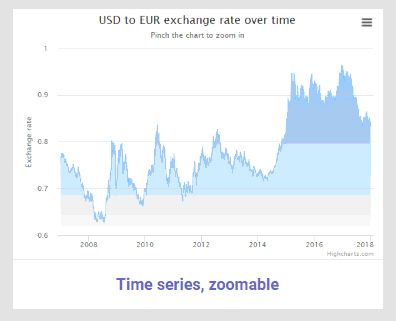 USD to EUR exchange rate over time
Pinch the chart to zoom in
Exchange rate
1
0.9
0.8
0.7
0.6
2008 2010 2012 2014 2016 2018
Highcharts.com
Time series, zoomable